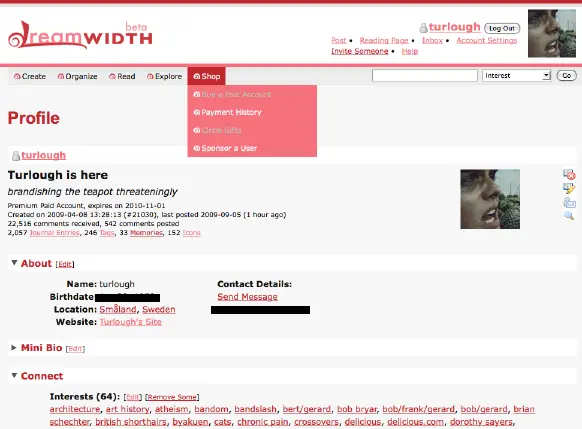 beta
dreamWIDTH
turlough Log Out
Post • Reading Page • Inbox • Account Settings
Invite Someone • Help
Create Organize Read Explore Shop Interest Go
Buy a Paid Account
Payment History
Circle Gifts
Sponsor a User
Profile
turlough
Turlough is here
brandishing the teapot threateningly
Premium Paid Account, expires on 2010-11-01
Created on 2009-04-08 13:28:13 (#21030), last posted 2009-09-05 (1 hour ago)
22,516 comments received, 542 comments posted
2,057 Journal Entries, 246 Tags, 33 Memories, 152 Icons
About [Edit]
Name: turlough Contact Details:
Birthdate: Send Message
Location: Småland, Sweden
Website: Turlough's Site
Mini Bio [Edit]
Connect
Interests (64): [Edit] [Remove Some]
architecture, art history, atheism, bandom, bandslash, bert/gerard, bob bryar, bob/frank/gerard, bob/gerard, brian
schechter, british shorthairs, byakuen, cats, chronic pain, crossovers, delicious, delicious.com, dorothy sayers,